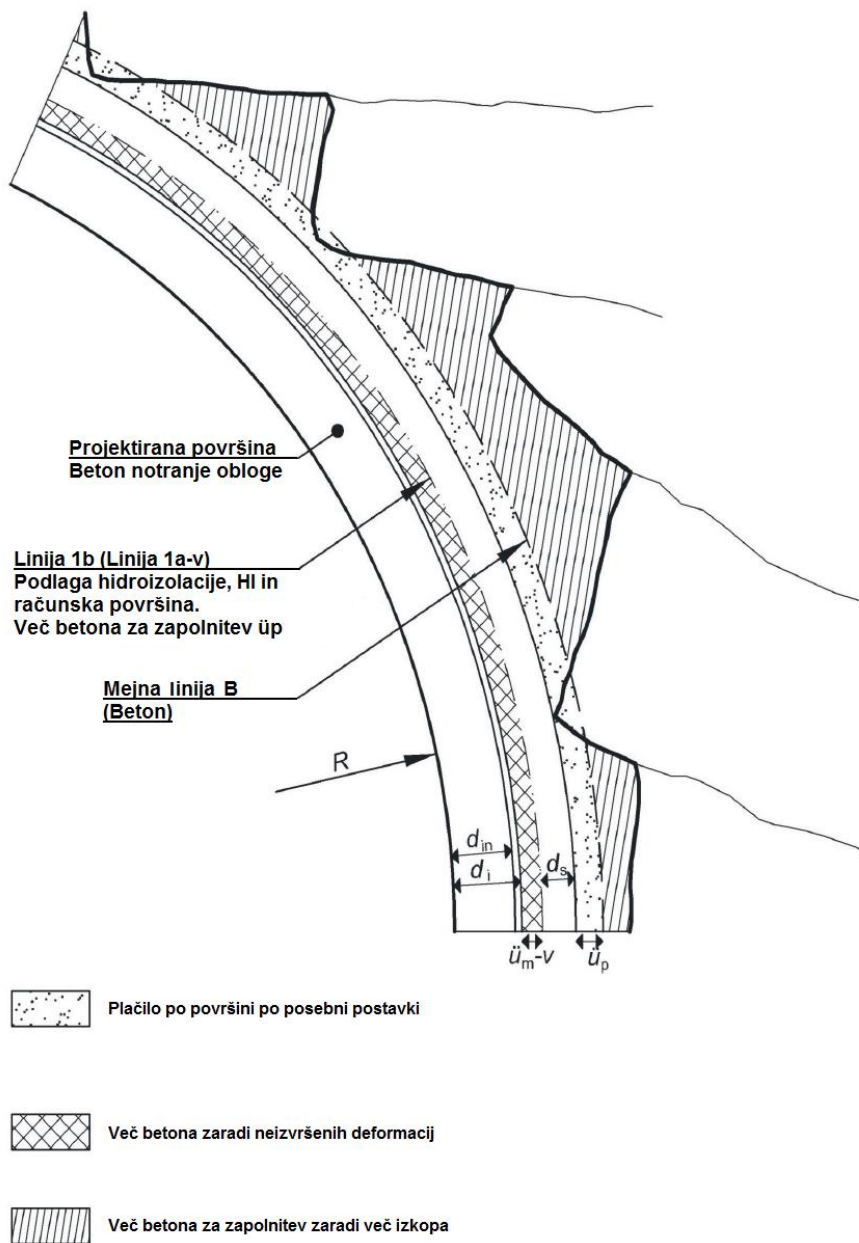 Projektirana površina
Beton notranje obloge
Linija 1b (Linija 1a-v)
Podlaga hidroizolacije, HI in
računska površina.
Več betona za zapolnitev üp
Mejna linija B
(Beton)
R
d_in
d_i
d_s
ü_m-v
ü_p
Plačilo po površini po posebni postavki
Več betona zaradi neizvršenih deformacij
Več betona za zapolnitev zaradi več izkopa